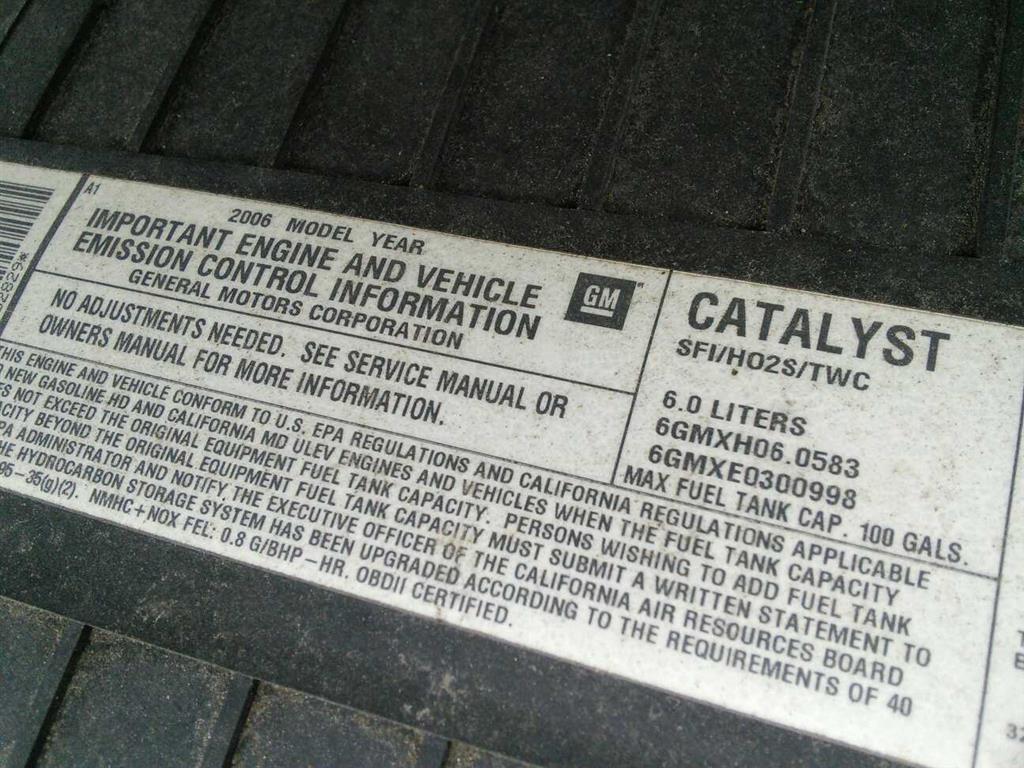 A1
2006 MODEL YEAR
IMPORTANT ENGINE AND VEHICLE
EMISSION CONTROL INFORMATION
GENERAL MOTORS CORPORATION
GM
NO ADJUSTMENTS NEEDED. SEE SERVICE MANUAL OR
OWNERS MANUAL FOR MORE INFORMATION.
CATALYST
SFI/HO2S/TWC
6.0 LITERS
6GMXH06.0583
6GMXE0300998
MAX FUEL TANK CAP. 100 GALS.
THIS ENGINE AND VEHICLE CONFORM TO U.S. EPA REGULATIONS AND CALIFORNIA REGULATIONS APPLICABLE
NEW GASOLINE HD AND CALIFORNIA MD ULEV ENGINES AND VEHICLES WHEN THE FUEL TANK CAPACITY
NOT EXCEED THE ORIGINAL EQUIPMENT FUEL TANK CAPACITY. PERSONS WISHING TO ADD FUEL TANK
BEYOND THE ORIGINAL EQUIPMENT FUEL TANK CAPACITY MUST SUBMIT A WRITTEN STATEMENT TO
ADMINISTRATOR AND NOTIFY THE EXECUTIVE OFFICER OF THE CALIFORNIA AIR RESOURCES BOARD
HYDROCARBON STORAGE SYSTEM HAS BEEN UPGRADED ACCORDING TO THE REQUIREMENTS OF 40
95-35(g)(2). NMHC+NOX FEL: 0.8 G/BHP-HR. OBDII CERTIFIED.